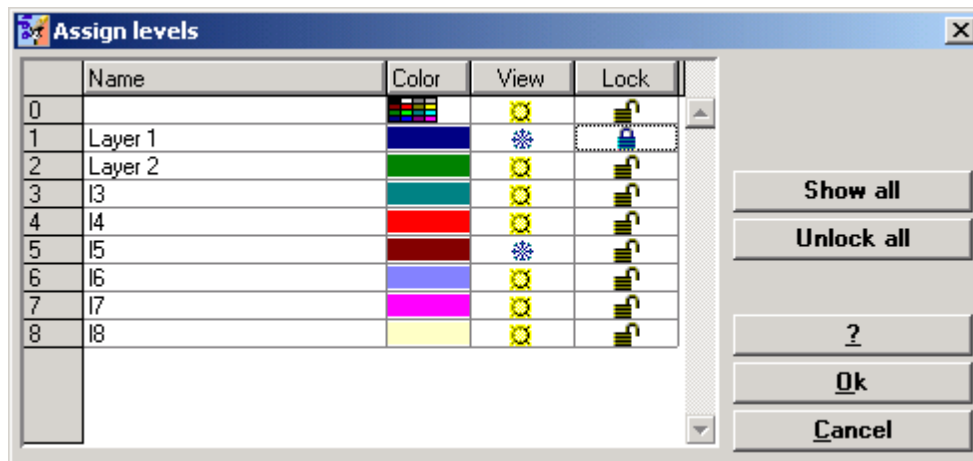 Assign levels
Name Color View Lock
0
1 Layer 1
2 Layer 2
3 l3
4 l4
5 l5
6 l6
7 l7
8 l8
Show all
Unlock all
?
Ok
Cancel